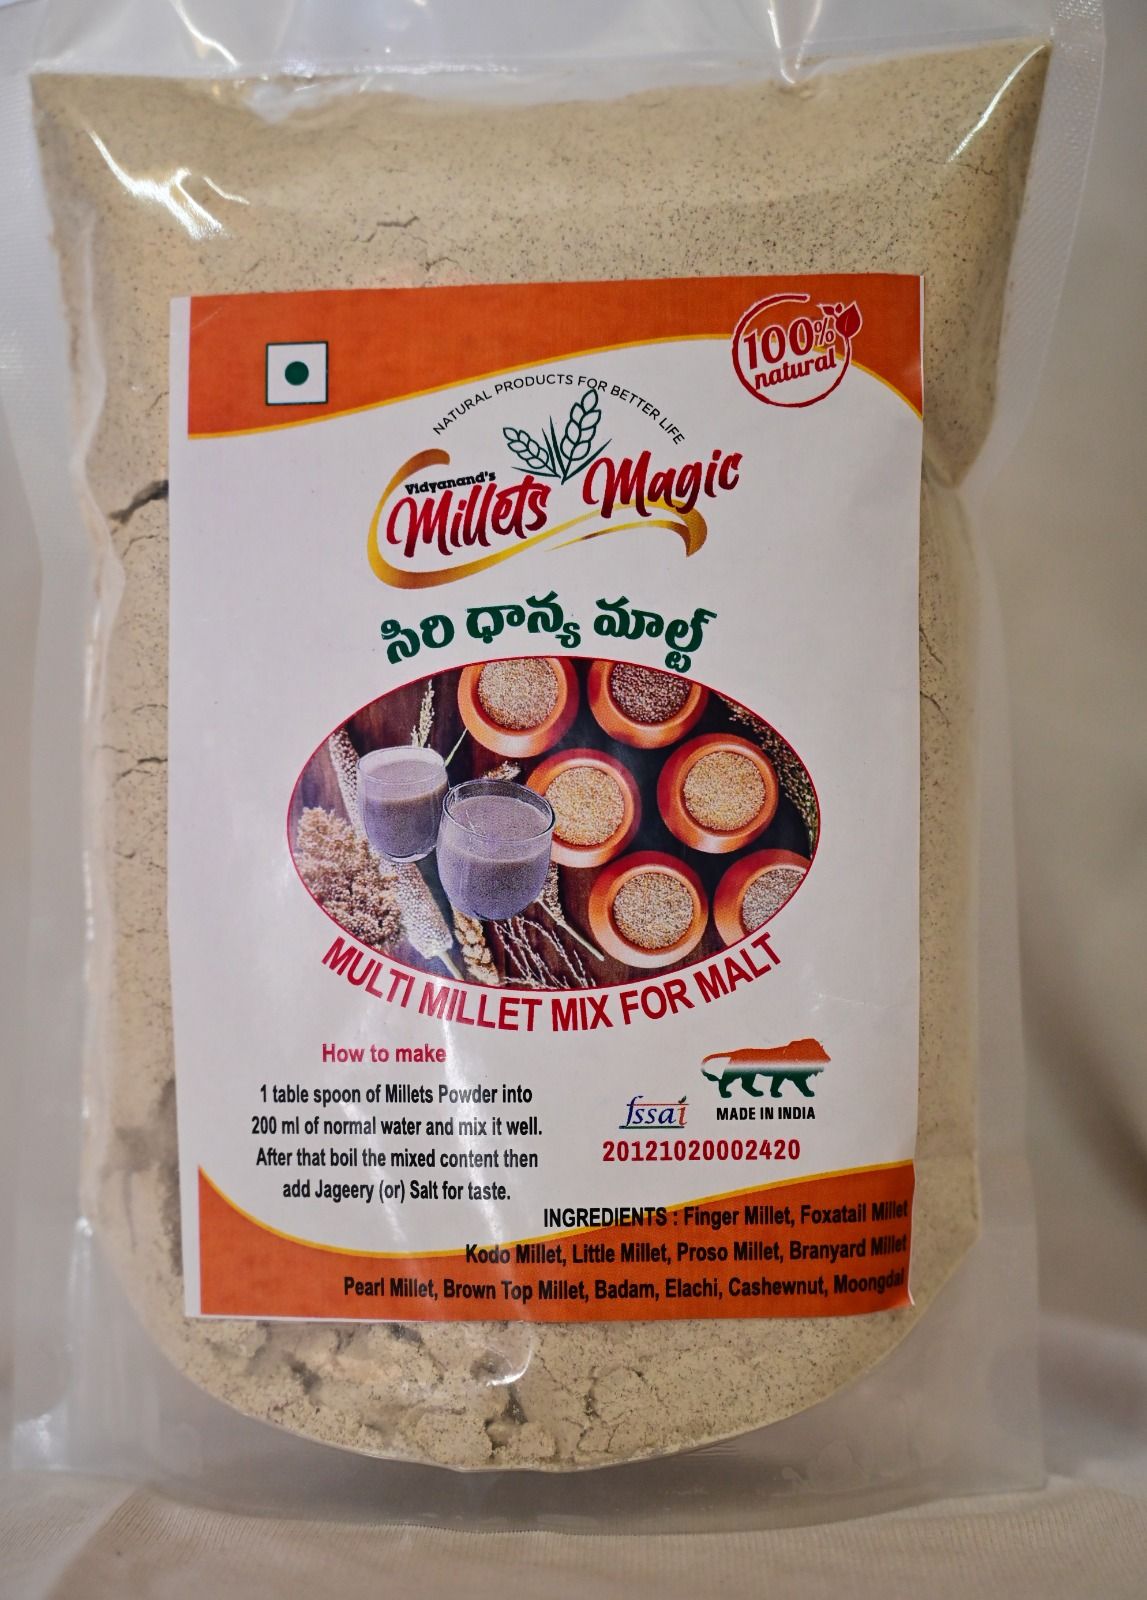 100% natural
NATURAL PRODUCTS FOR BETTER LIFE
Vidyanand's
Millets Magic
సిరి ధాన్య మాల్ట్
MULTI MILLET MIX FOR MALT
How to make
1 table spoon of Millets Powder into
200 ml of normal water and mix it well.
After that boil the mixed content then
add Jageery (or) Salt for taste.
fssai
MADE IN INDIA
20121020002420
INGREDIENTS : Finger Millet, Foxatail Millet
Kodo Millet, Little Millet, Proso Millet, Branyard Millet
Pearl Millet, Brown Top Millet, Badam, Elachi, Cashewnut, Moongdal